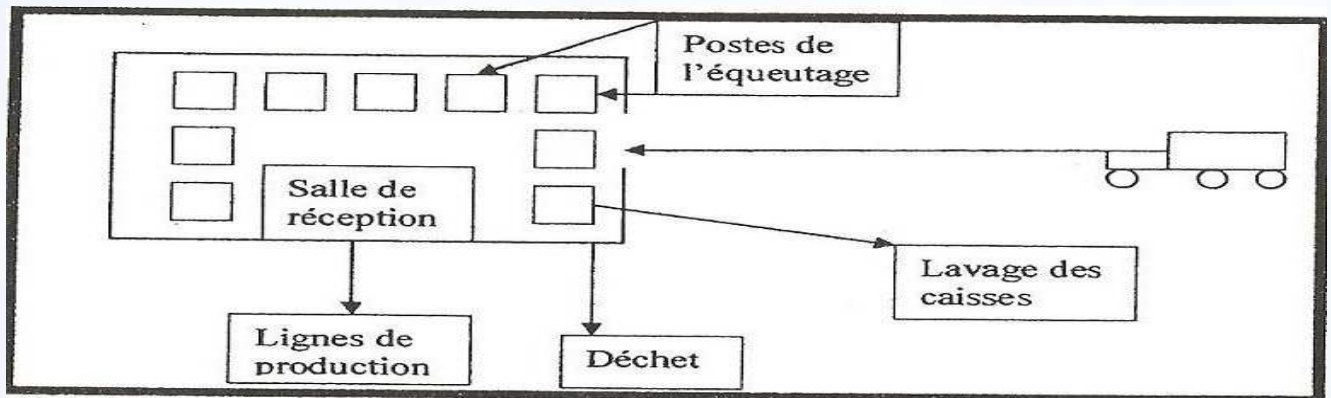 Postes de
l'équeutage
Salle de
réception
Lavage des
caisses
Lignes de
production
Déchet